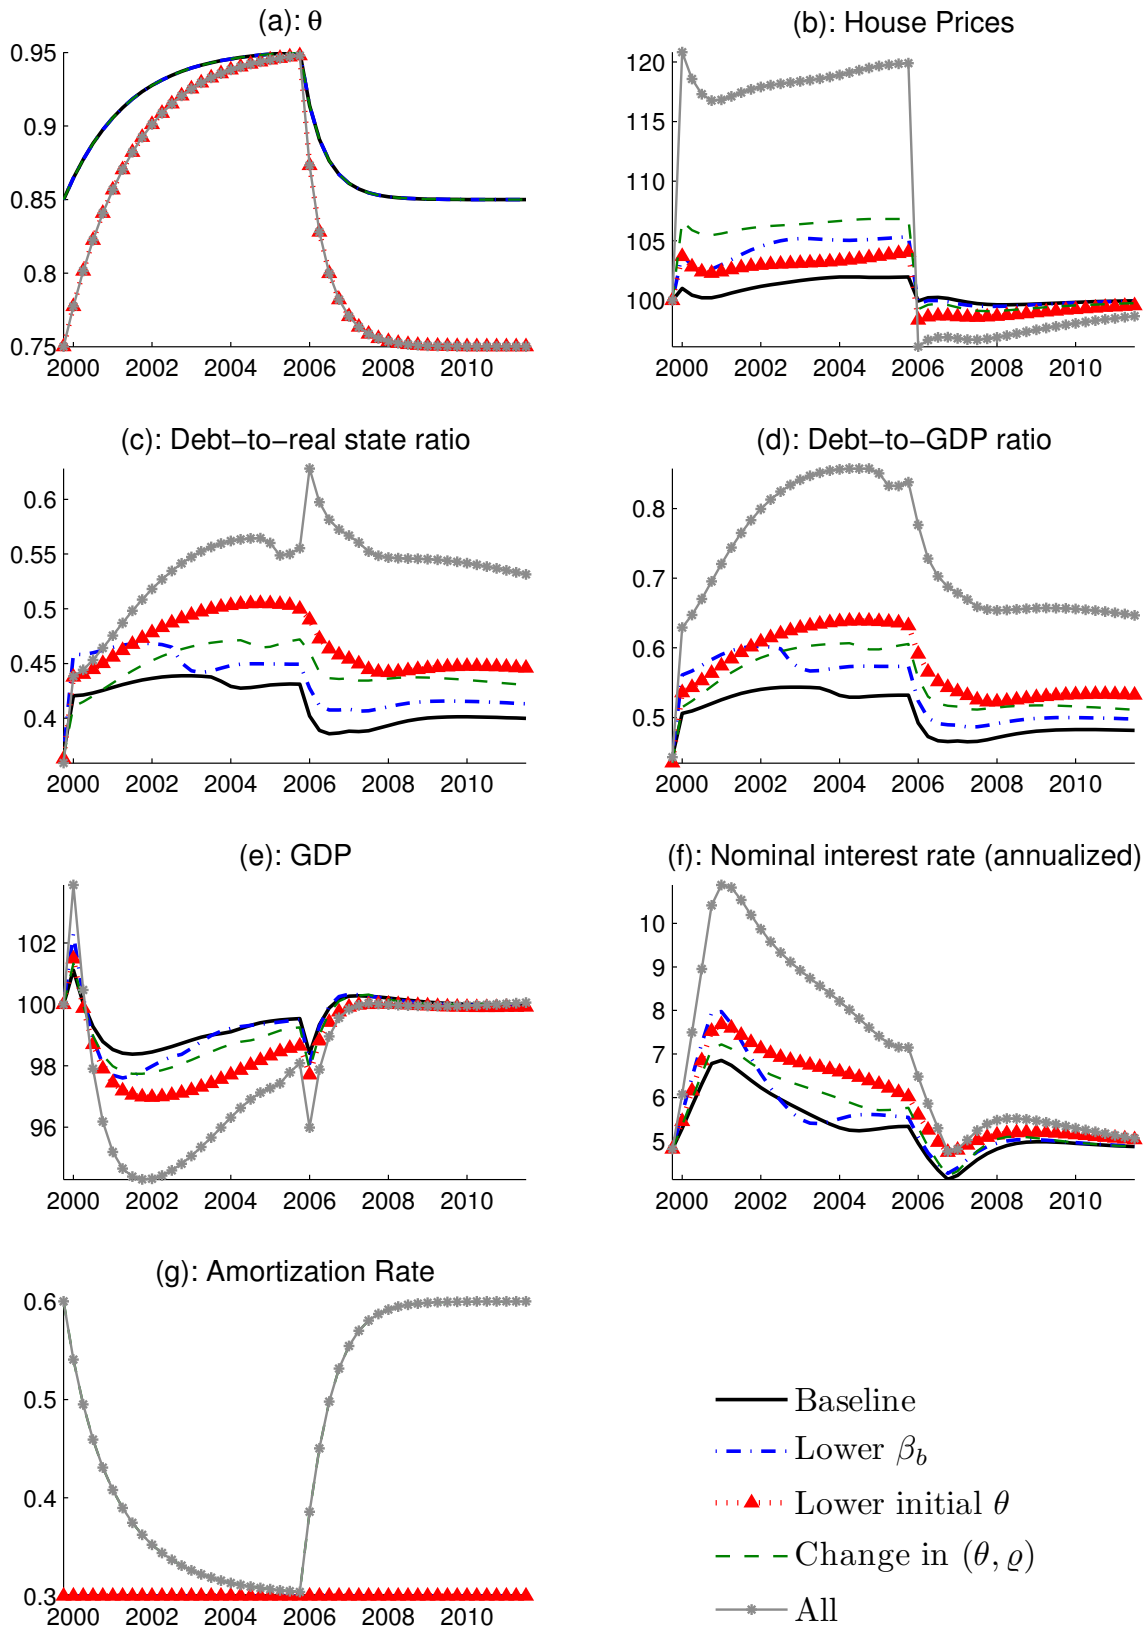 (a): θ
0.95
0.9
0.85
0.8
0.75
2000 2002 2004 2006 2008 2010
(b): House Prices
120
115
110
105
100
2000 2002 2004 2006 2008 2010
(c): Debt−to−real state ratio
0.6
0.55
0.5
0.45
0.4
2000 2002 2004 2006 2008 2010
(d): Debt−to−GDP ratio
0.8
0.7
0.6
0.5
2000 2002 2004 2006 2008 2010
(e): GDP
102
100
98
96
2000 2002 2004 2006 2008 2010
(f): Nominal interest rate (annualized)
10
9
8
7
6
5
2000 2002 2004 2006 2008 2010
(g): Amortization Rate
0.6
0.5
0.4
0.3
2000 2002 2004 2006 2008 2010
Baseline
Lower β_b
Lower initial θ
Change in (θ, ϱ)
All